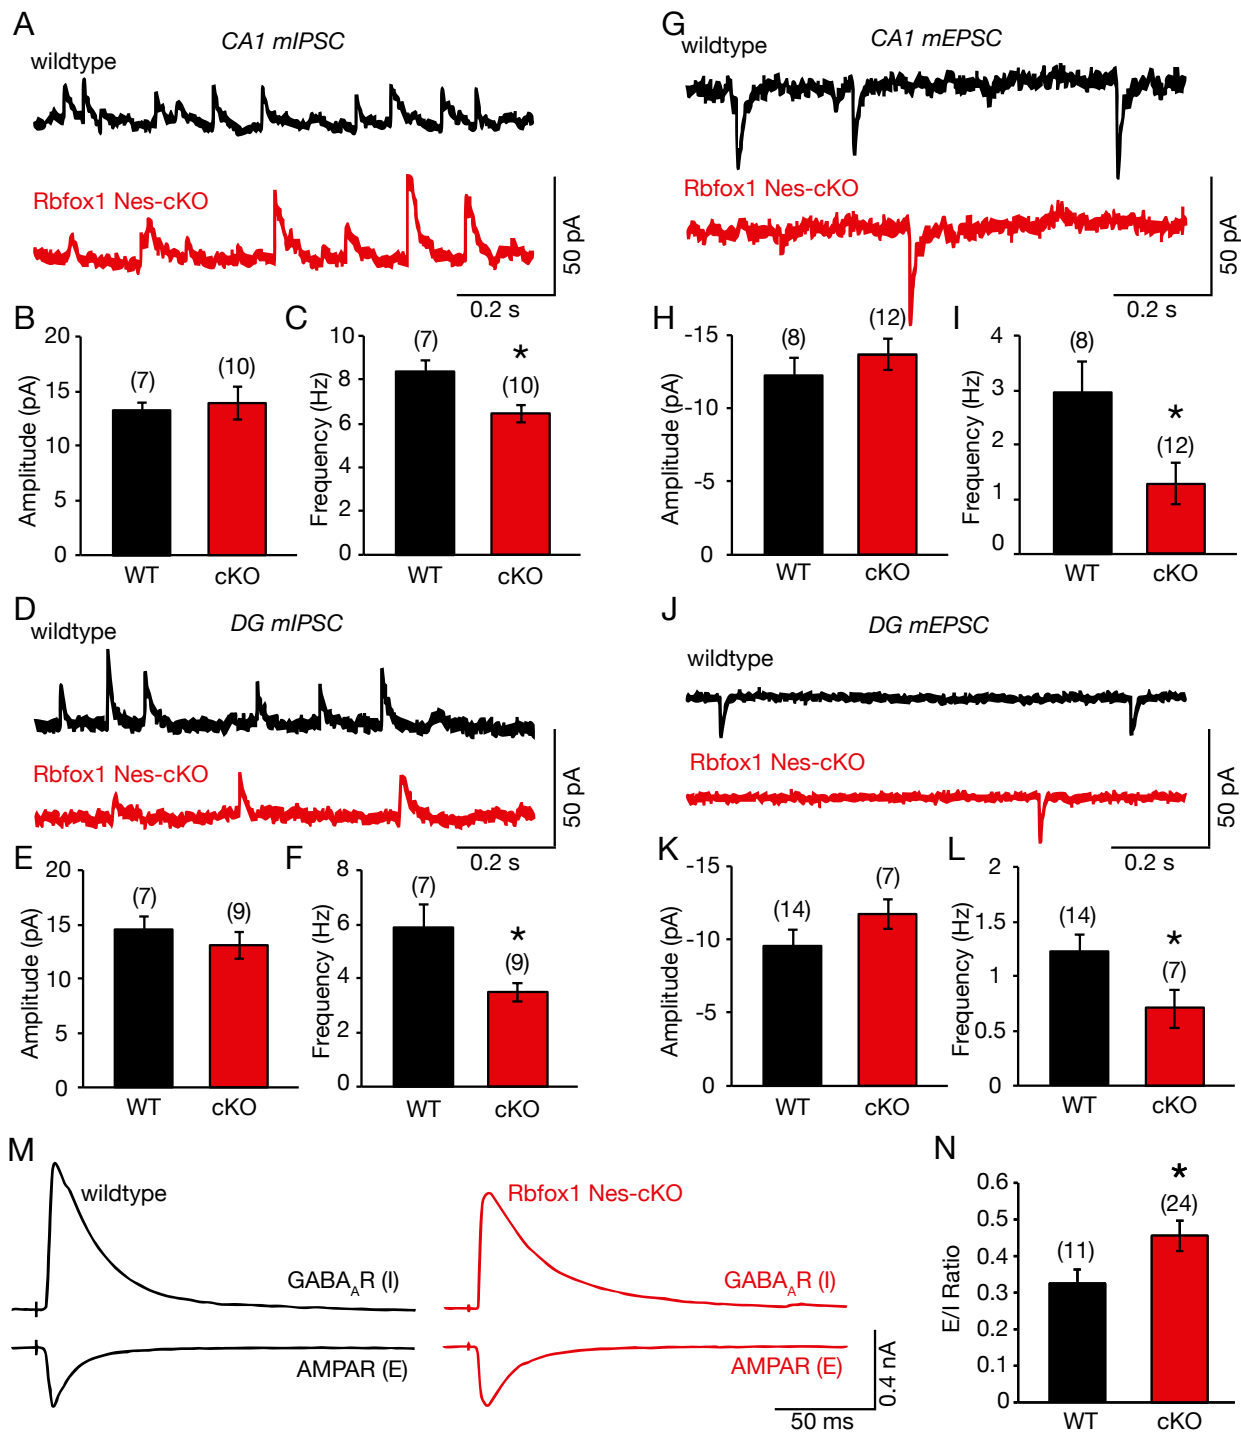 A
CA1 mIPSC
wildtype
Rbfox1 Nes-cKO
50 pA
0.2 s
B
20
15
10
5
0
Amplitude (pA)
(7)
(10)
WT
cKO
C
10
8
6
4
2
0
Frequency (Hz)
(7)
*
(10)
WT
cKO
D
DG mIPSC
wildtype
Rbfox1 Nes-cKO
50 pA
0.2 s
E
20
15
10
5
0
Amplitude (pA)
(7)
(9)
WT
cKO
F
8
6
4
2
0
Frequency (Hz)
(7)
*
(9)
WT
cKO
G
CA1 mEPSC
wildtype
Rbfox1 Nes-cKO
50 pA
0.2 s
H
-15
-10
-5
0
Amplitude (pA)
(8)
(12)
WT
cKO
I
4
3
2
1
0
Frequency (Hz)
(8)
*
(12)
WT
cKO
J
DG mEPSC
wildtype
Rbfox1 Nes-cKO
50 pA
0.2 s
K
-15
-10
-5
0
Amplitude (pA)
(14)
(7)
WT
cKO
L
2
1.5
1
0.5
0
Frequency (Hz)
(14)
*
(7)
WT
cKO
M
wildtype
GABAAR (I)
AMPAR (E)
Rbfox1 Nes-cKO
GABAAR (I)
AMPAR (E)
0.4 nA
50 ms
N
0.6
0.5
0.4
0.3
0.2
0.1
0
E/I Ratio
(11)
*
(24)
WT
cKO